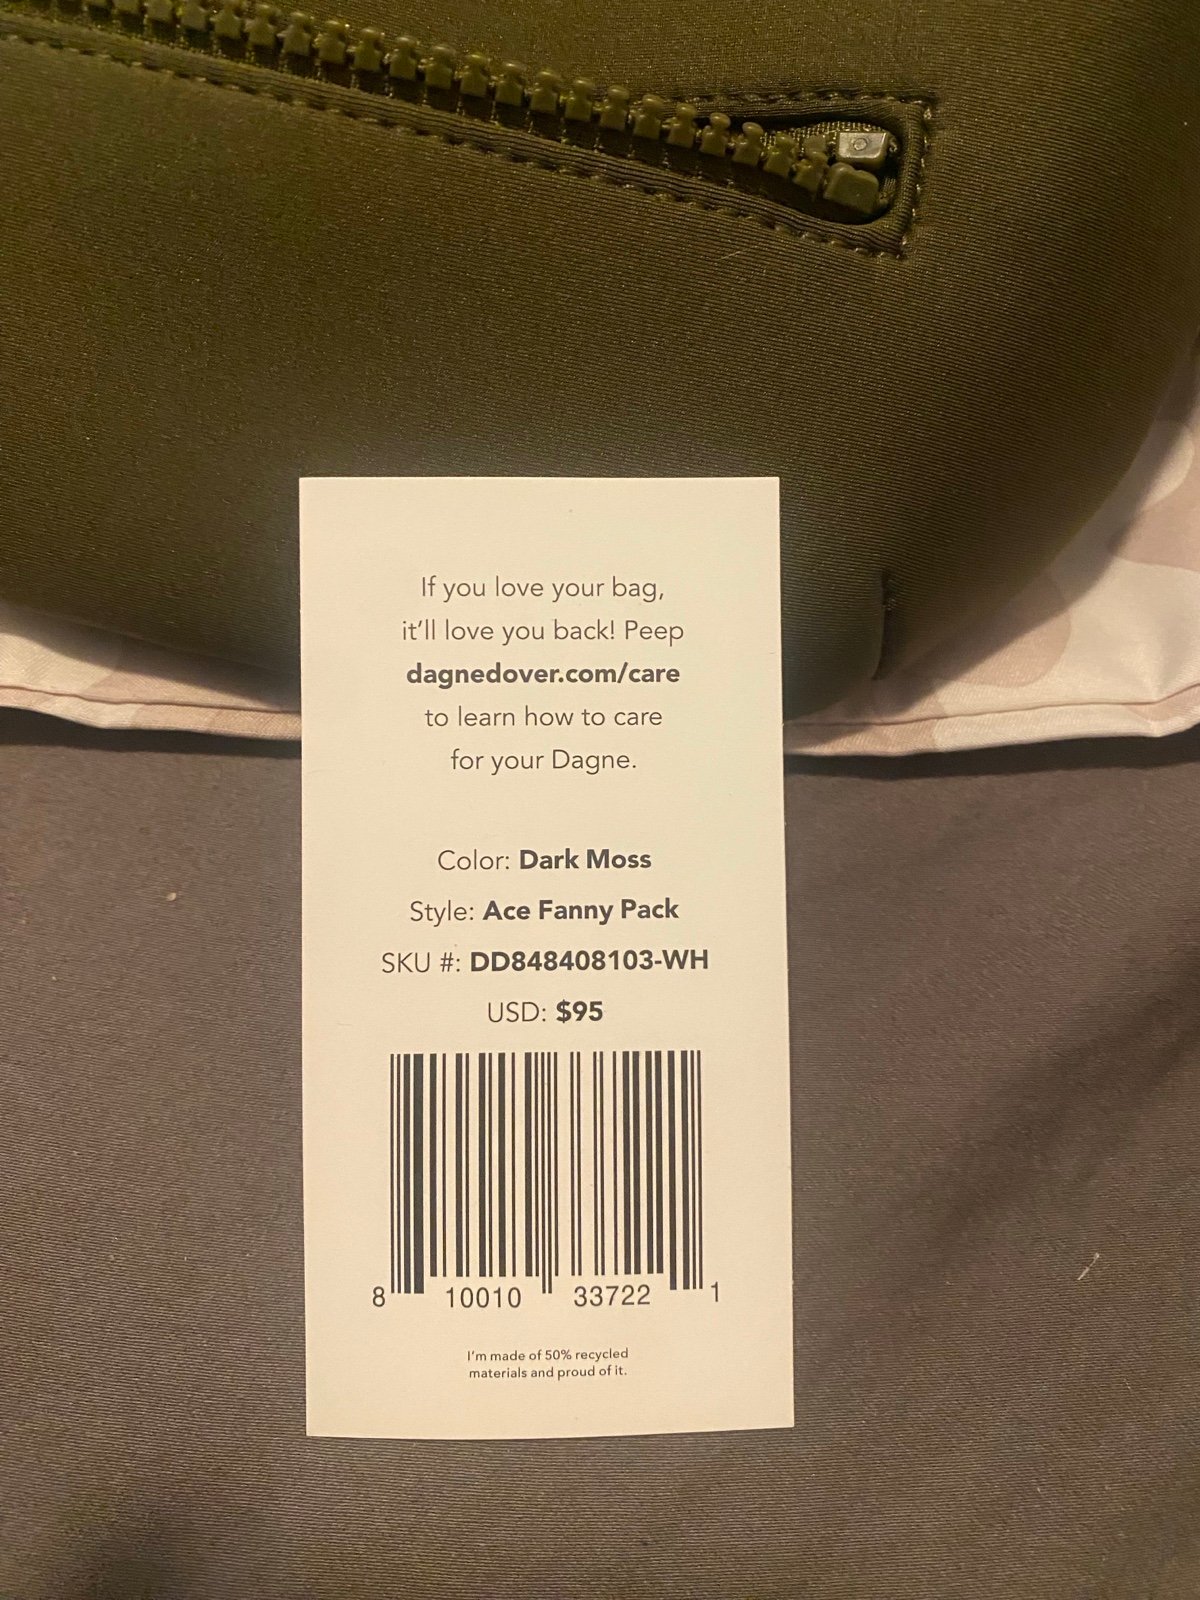 If you love your bag,
it'll love you back! Peep
dagnedover.com/care
to learn how to care
for your Dagne.
Color: Dark Moss
Style: Ace Fanny Pack
SKU #: DD848408103-WH
USD: $95
8 10010 33722 1
I'm made of 50% recycled
materials and proud of it.